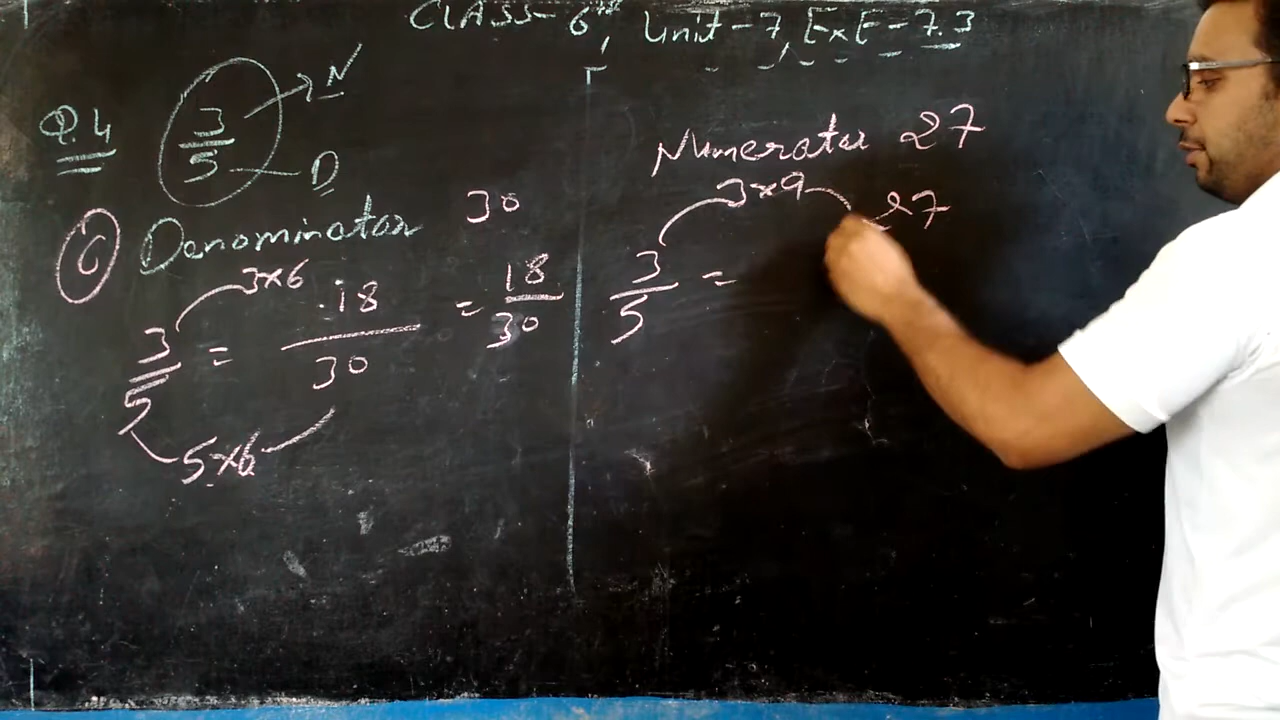 CLASS-6th, Unit-7, ExE-7.3
Q.4
3/5
N
D
C
Denominator 30
3×6
3/5 = 18/30 = 18/30
5×6
Numerator 27
3×9 27
3/5 =